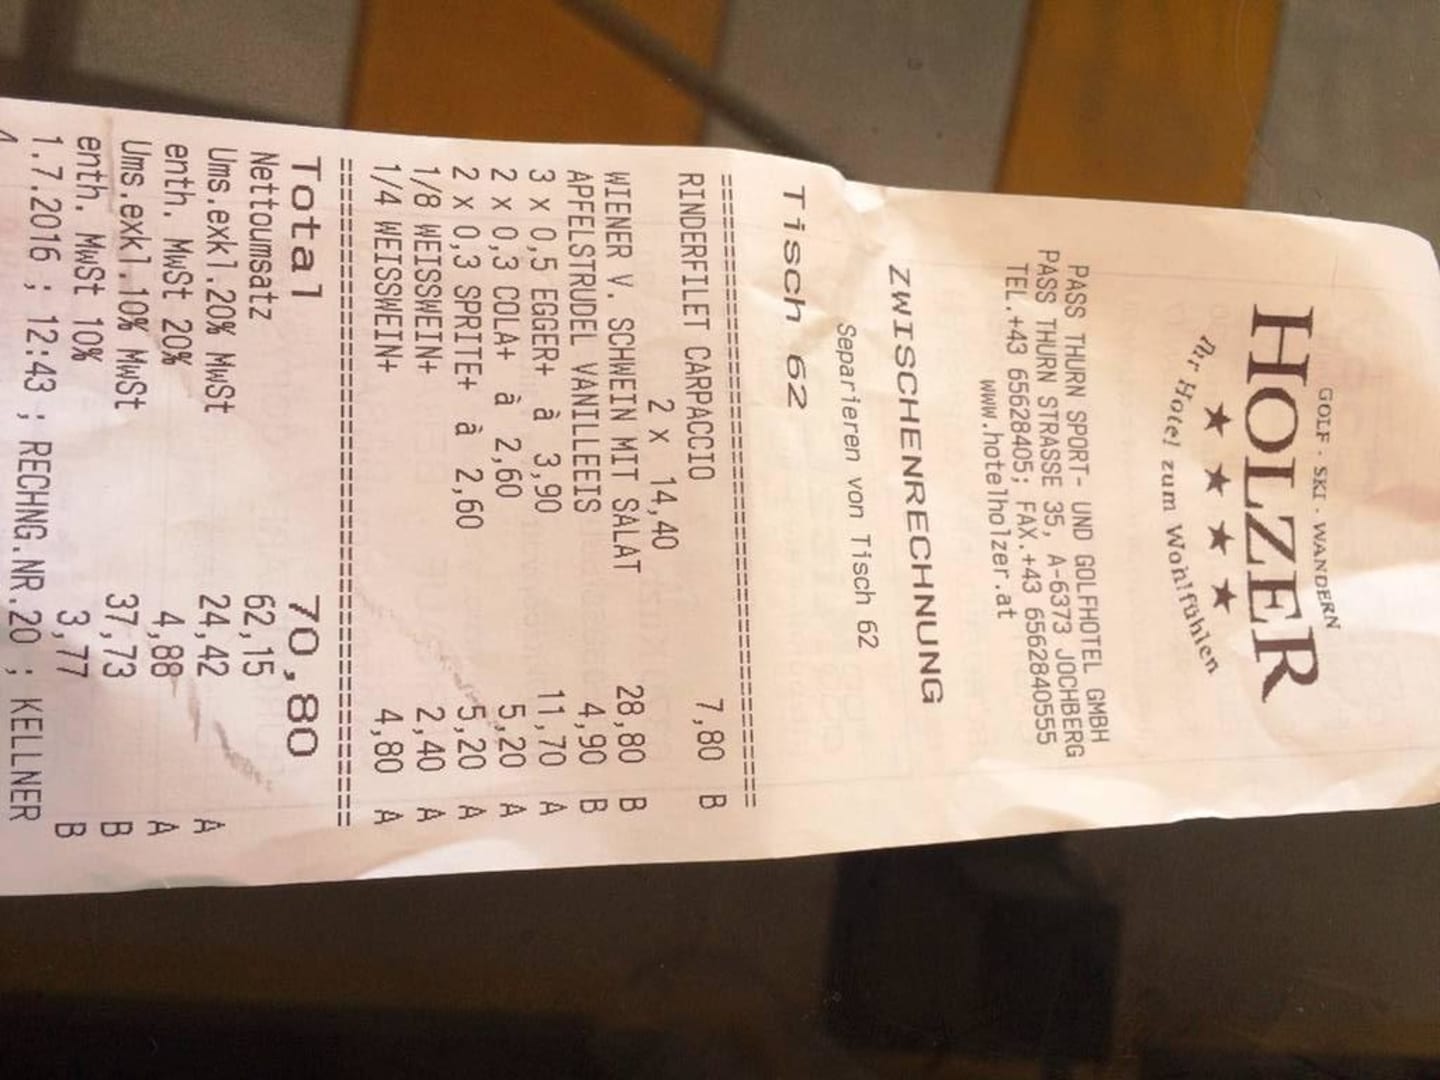 GOLF · SKI · WANDERN
HOLZER
★ ★ ★ ★
Ihr Hotel zum Wohlfühlen
PASS THURN SPORT- UND GOLFHOTEL GMBH
PASS THURN STRASSE 35, A-6373 JOCHBERG
TEL.+43 65628405; FAX.+43 6562840555
www.hotelholzer.at
ZWISCHENRECHNUNG
Separieren von Tisch 62
Tisch 62
RINDERFILET CARPACCIO 7,80 B
2 x 14,40
WIENER V. SCHWEIN MIT SALAT 28,80 B
APFELSTRUDEL VANILLEEIS 4,90 B
3 x 0,5 EGGER+ à 3,90 11,70 A
2 x 0,3 COLA+ à 2,60 5,20 A
2 x 0,3 SPRITE+ à 2,60 5,20 A
1/8 WEISSWEIN+ 2,40 A
1/4 WEISSWEIN+ 4,80 A
Total 70,80
Nettoumsatz 62,15
Ums.exkl.20% MwSt 24,42 A
enth. MwSt 20% 4,88 A
Ums.exkl.10% MwSt 37,73 B
enth. MwSt 10% 3,77 B
1.7.2016 ; 12:43 ; RECHNG.NR.20 ; KELLNER
4